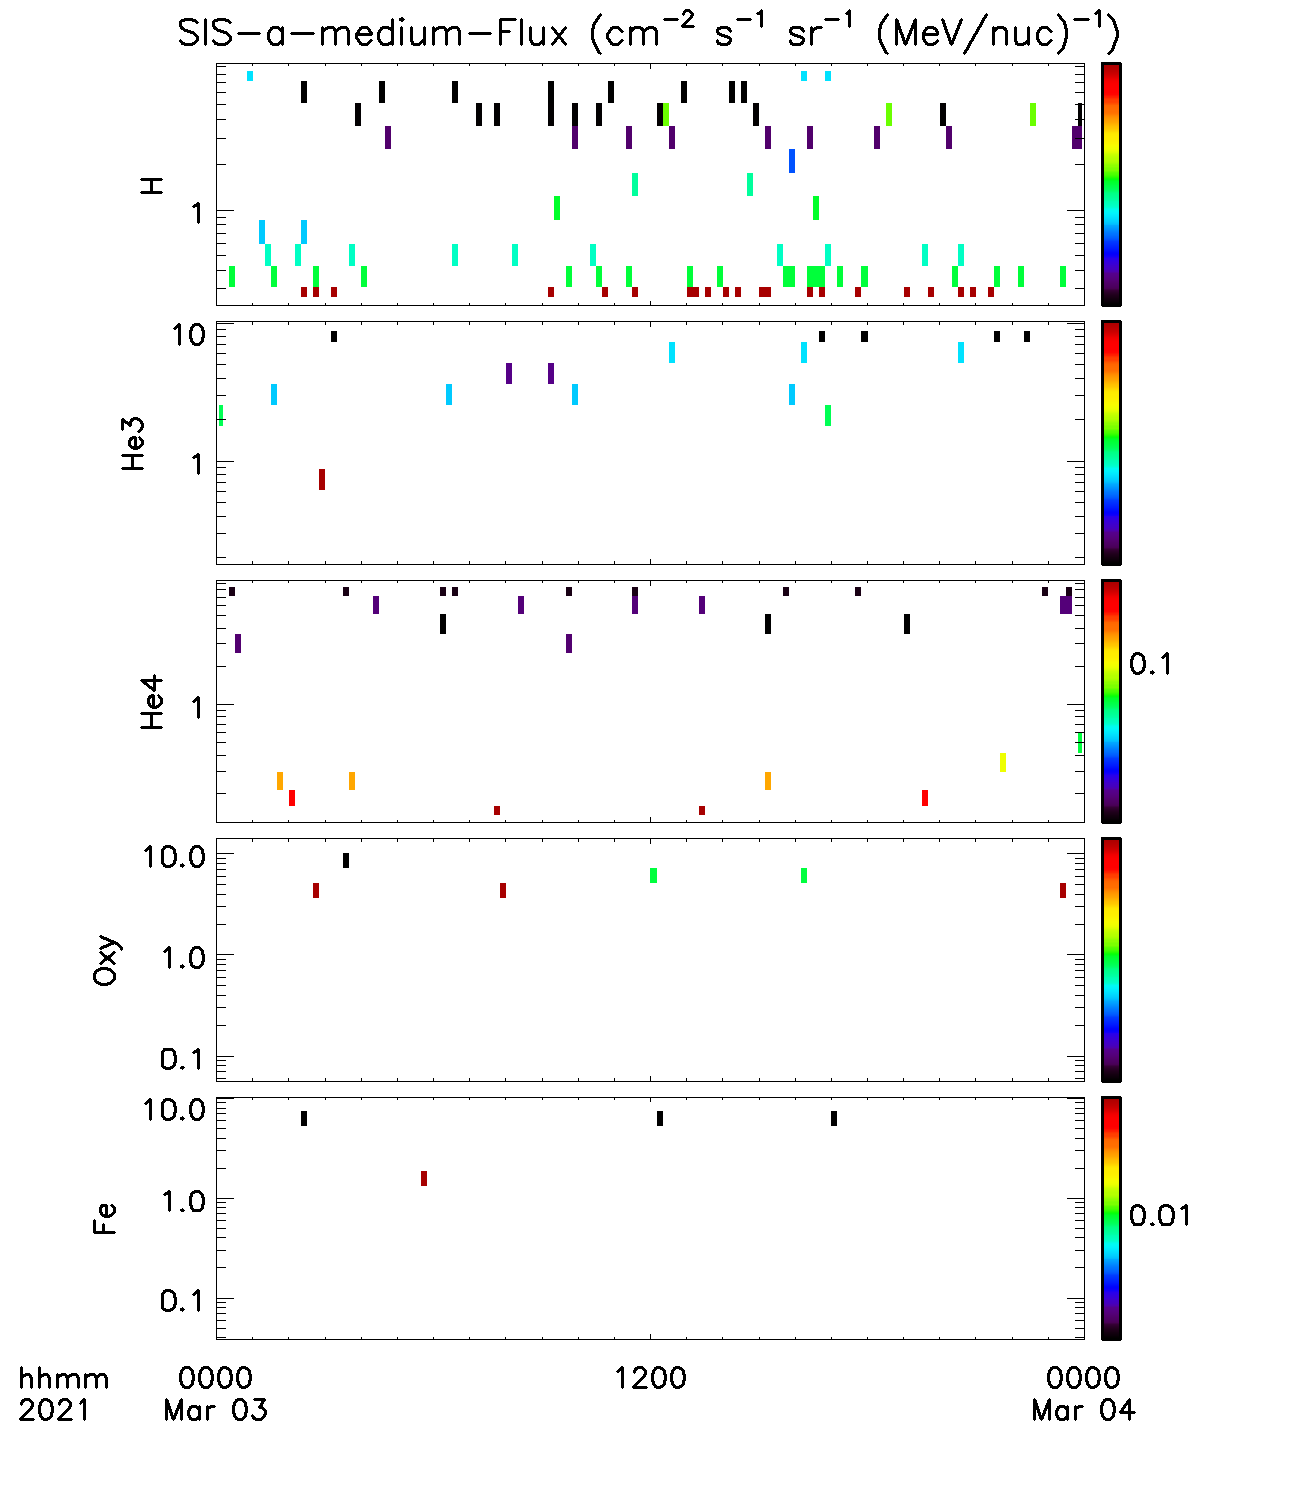 SIS-a-medium-Flux (cm⁻² s⁻¹ sr⁻¹ (MeV/nuc)⁻¹)
H
1
10
He3
1
He4
1
0.1
10.0
Oxy
1.0
0.1
10.0
Fe
1.0
0.1
0.01
hhmm 0000 1200 0000
2021 Mar 03 Mar 04